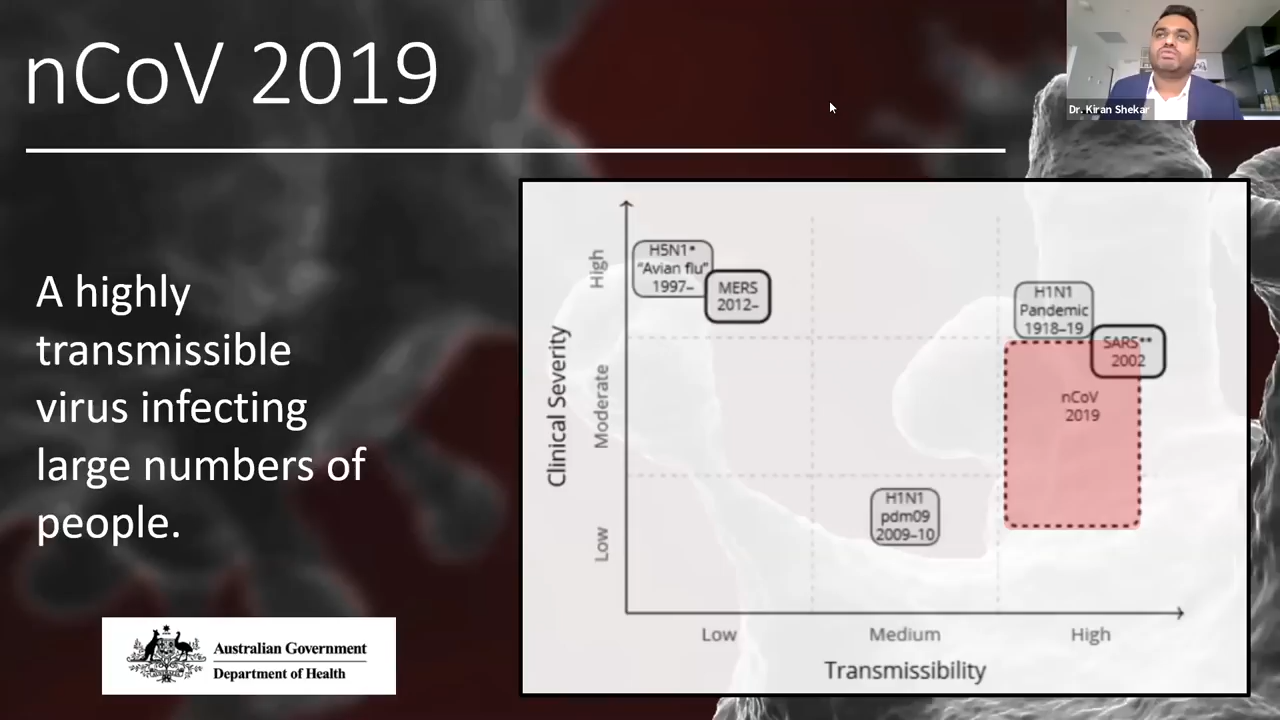 nCoV 2019
Dr. Kiran Shekar
A highly
transmissible
virus infecting
large numbers of
people.
Australian Government
Department of Health
Clinical Severity
High
Moderate
Low
H5N1*
“Avian flu”
1997–
MERS
2012–
H1N1
Pandemic
1918–19
SARS**
2002
nCoV
2019
H1N1
pdm09
2009–10
Low
Medium
High
Transmissibility